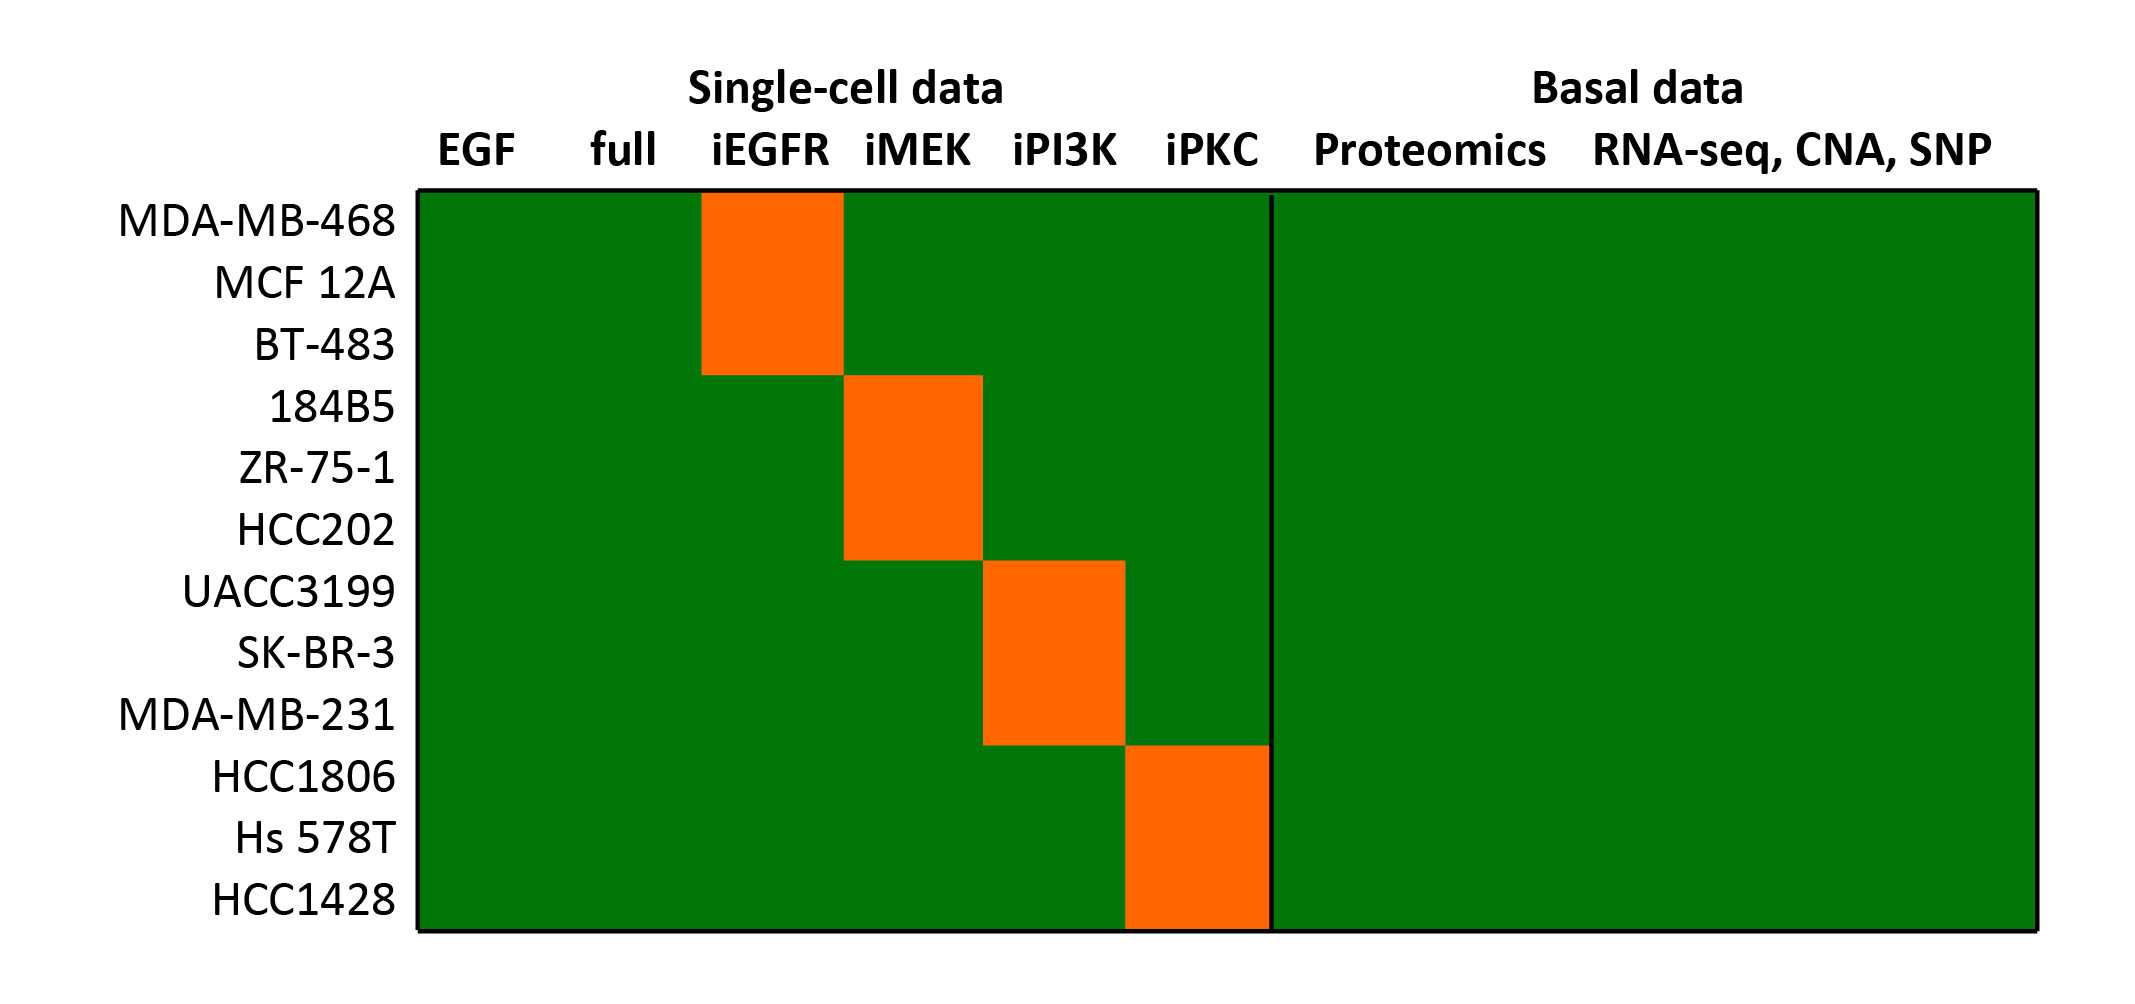 Single-cell data Basal data
EGF full iEGFR iMEK iPI3K iPKC Proteomics RNA-seq, CNA, SNP
MDA-MB-468
MCF 12A
BT-483
184B5
ZR-75-1
HCC202
UACC3199
SK-BR-3
MDA-MB-231
HCC1806
Hs 578T
HCC1428